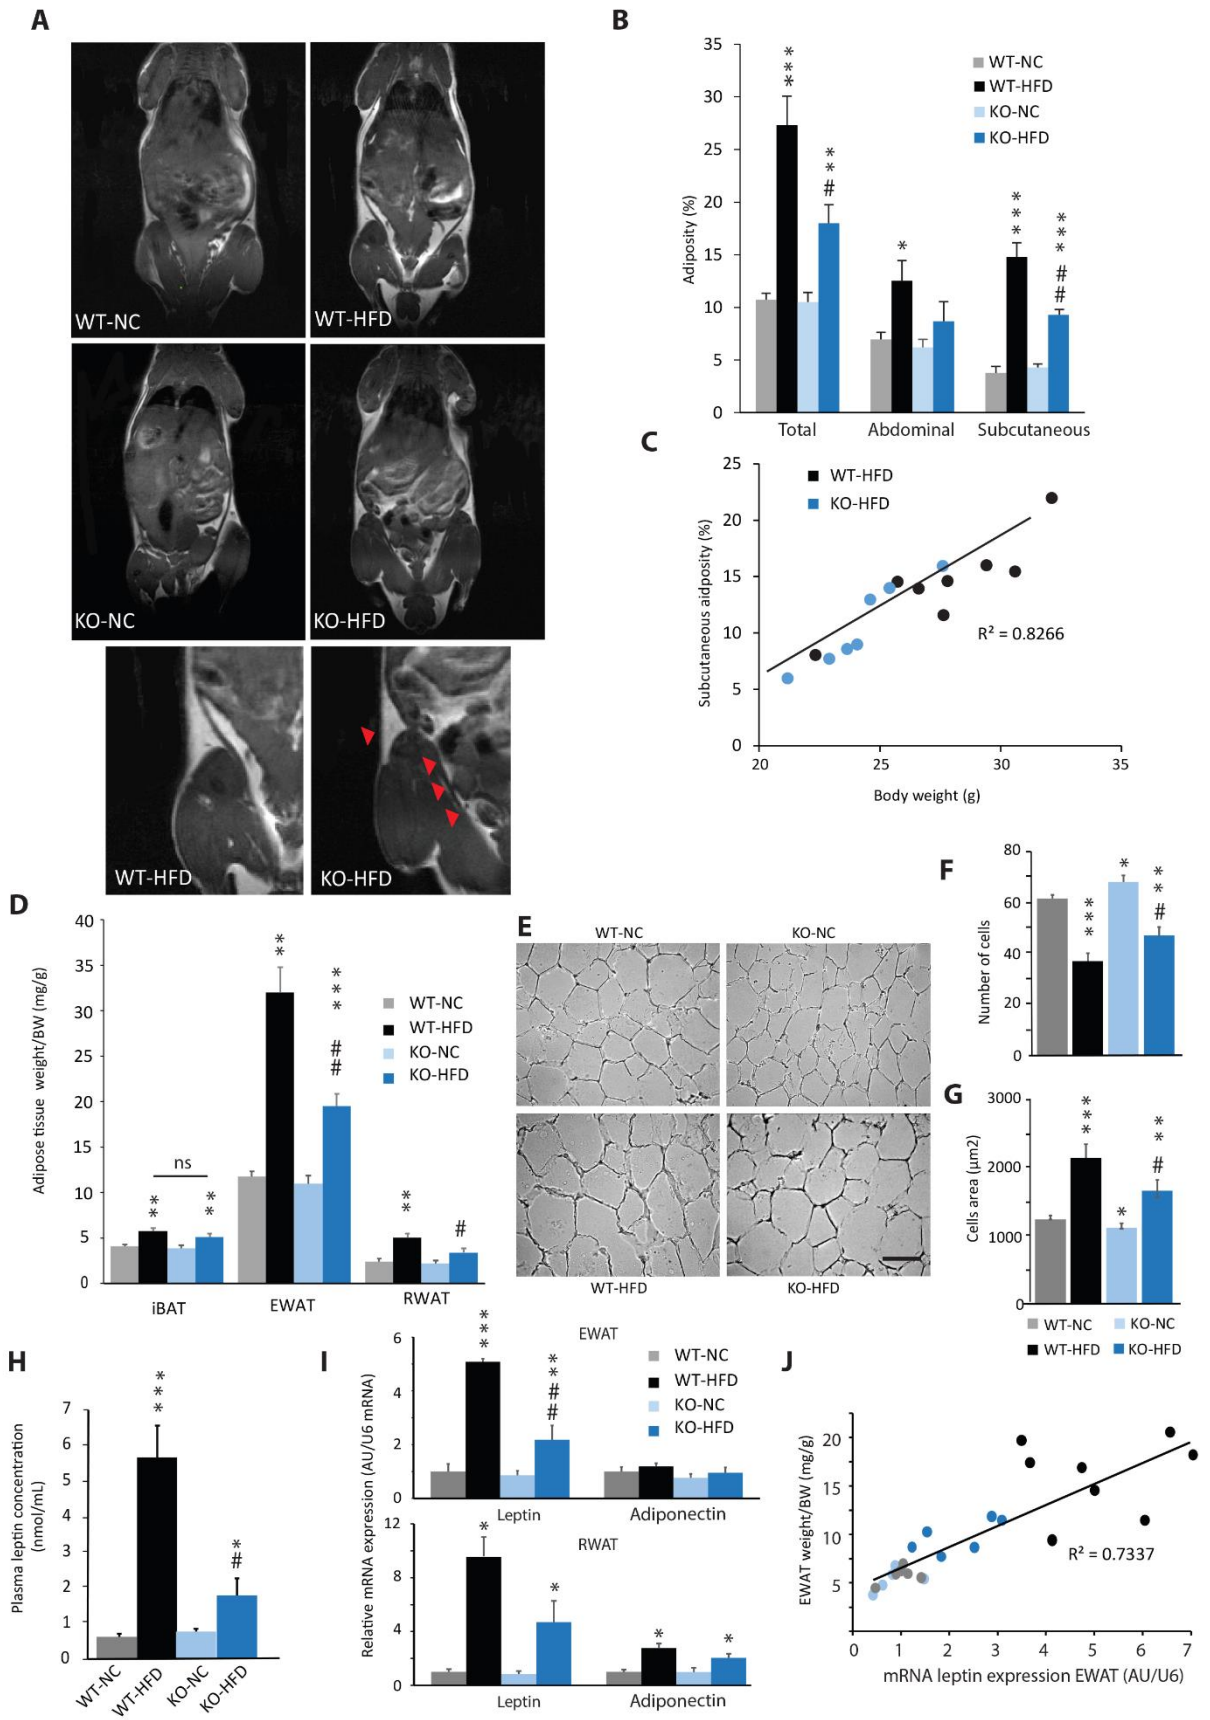 A
WT-NC
WT-HFD
KO-NC
KO-HFD
WT-HFD
KO-HFD
B
Adiposity (%)
35
30
25
20
15
10
5
0
***
**
#
*
***
***
##
WT-NC
WT-HFD
KO-NC
KO-HFD
Total
Abdominal
Subcutaneous
C
Subcutaneous aidposity (%)
25
20
15
10
5
0
WT-HFD
KO-HFD
R² = 0.8266
20
25
30
35
Body weight (g)
D
Adipose tissue weight/BW (mg/g)
40
35
30
25
20
15
10
5
0
ns
**
**
**
***
##
**
#
WT-NC
WT-HFD
KO-NC
KO-HFD
iBAT
EWAT
RWAT
E
WT-NC
KO-NC
WT-HFD
KO-HFD
F
Number of cells
80
60
40
20
0
***
*
**
#
G
Cells area (µm2)
3000
2000
1000
0
***
*
**
#
WT-NC
KO-NC
WT-HFD
KO-HFD
H
Plasma leptin concentration
(nmol/mL)
7
6
5
4
3
2
1
0
***
*
#
WT-NC
WT-HFD
KO-NC
KO-HFD
I
Relative mRNA expression (AU/U6 mRNA)
EWAT
6
4
2
0
***
**##
WT-NC
WT-HFD
KO-NC
KO-HFD
Leptin
Adiponectin
RWAT
12
8
4
0
*
*
*
*
Leptin
Adiponectin
J
EWAT weight/BW (mg/g)
20
15
10
5
R² = 0.7337
0
1
2
3
4
5
6
7
mRNA leptin expression EWAT (AU/U6)